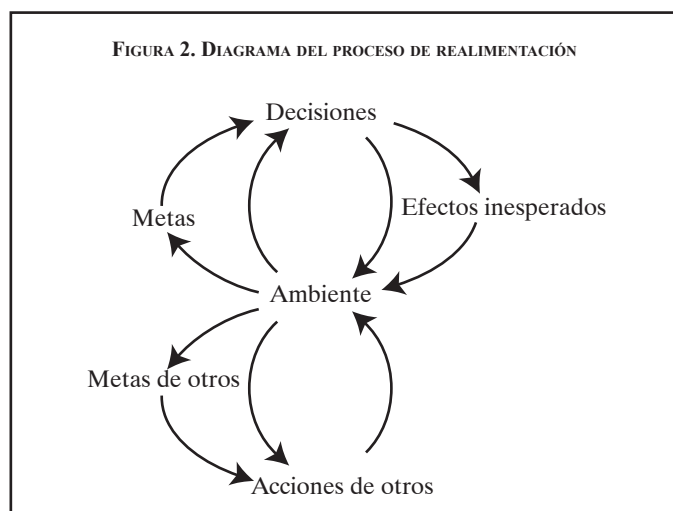 FIGURA 2. DIAGRAMA DEL PROCESO DE REALIMENTACIÓN
Decisiones
Efectos inesperados
Metas
Ambiente
Metas de otros
Acciones de otros